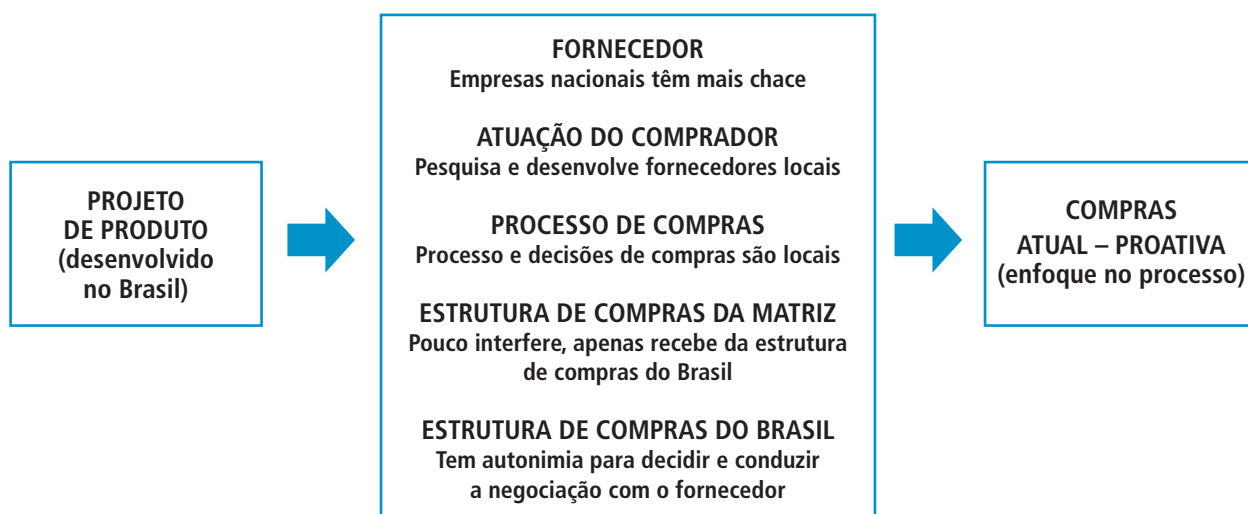 PROJETO
DE PRODUTO
(desenvolvido
no Brasil)
FORNECEDOR
Empresas nacionais têm mais chace
ATUAÇÃO DO COMPRADOR
Pesquisa e desenvolve fornecedores locais
PROCESSO DE COMPRAS
Processo e decisões de compras são locais
ESTRUTURA DE COMPRAS DA MATRIZ
Pouco interfere, apenas recebe da estrutura
de compras do Brasil
ESTRUTURA DE COMPRAS DO BRASIL
Tem autonimia para decidir e conduzir
a negociação com o fornecedor
COMPRAS
ATUAL – PROATIVA
(enfoque no processo)